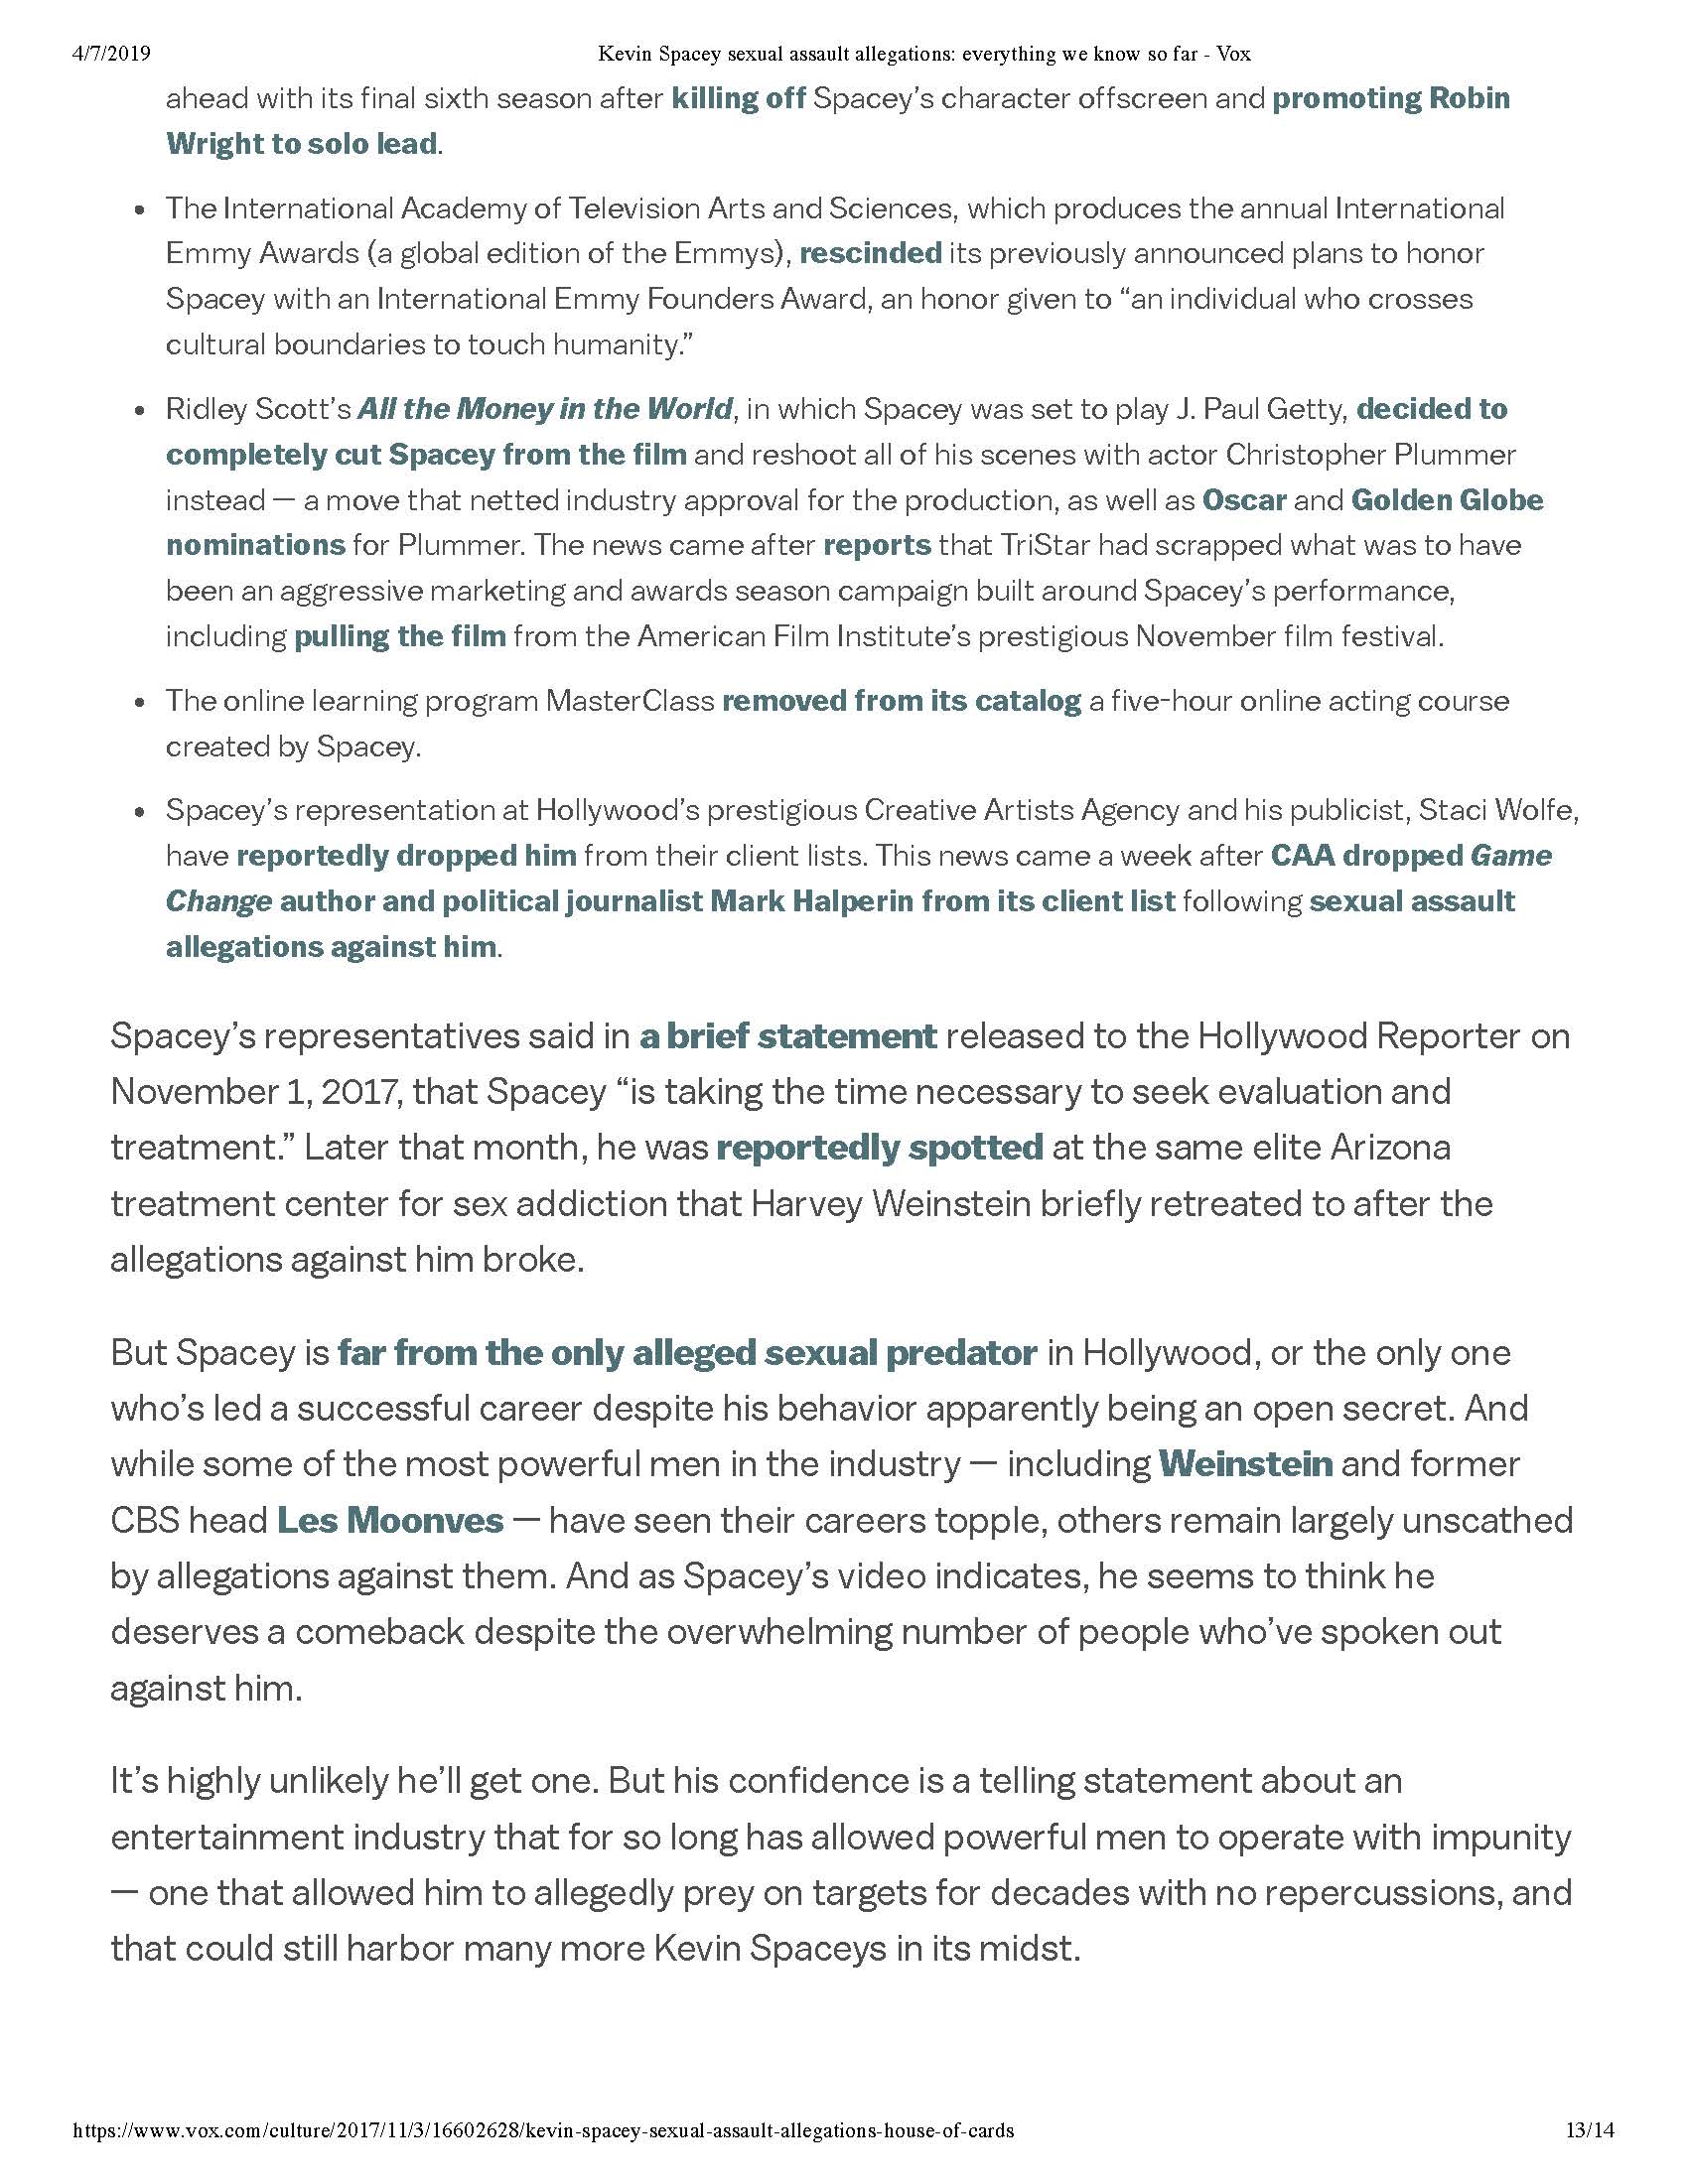 4/7/2019
Kevin Spacey sexual assault allegations: everything we know so far - Vox
ahead with its final sixth season after killing off Spacey’s character offscreen and promoting Robin
Wright to solo lead.
• The International Academy of Television Arts and Sciences, which produces the annual International
Emmy Awards (a global edition of the Emmys), rescinded its previously announced plans to honor
Spacey with an International Emmy Founders Award, an honor given to “an individual who crosses
cultural boundaries to touch humanity.”
• Ridley Scott’s All the Money in the World, in which Spacey was set to play J. Paul Getty, decided to
completely cut Spacey from the film and reshoot all of his scenes with actor Christopher Plummer
instead — a move that netted industry approval for the production, as well as Oscar and Golden Globe
nominations for Plummer. The news came after reports that TriStar had scrapped what was to have
been an aggressive marketing and awards season campaign built around Spacey’s performance,
including pulling the film from the American Film Institute’s prestigious November film festival.
• The online learning program MasterClass removed from its catalog a five-hour online acting course
created by Spacey.
• Spacey’s representation at Hollywood’s prestigious Creative Artists Agency and his publicist, Staci Wolfe,
have reportedly dropped him from their client lists. This news came a week after CAA dropped Game
Change author and political journalist Mark Halperin from its client list following sexual assault
allegations against him.
Spacey’s representatives said in a brief statement released to the Hollywood Reporter on
November 1, 2017, that Spacey “is taking the time necessary to seek evaluation and
treatment.” Later that month, he was reportedly spotted at the same elite Arizona
treatment center for sex addiction that Harvey Weinstein briefly retreated to after the
allegations against him broke.
But Spacey is far from the only alleged sexual predator in Hollywood, or the only one
who’s led a successful career despite his behavior apparently being an open secret. And
while some of the most powerful men in the industry — including Weinstein and former
CBS head Les Moonves — have seen their careers topple, others remain largely unscathed
by allegations against them. And as Spacey’s video indicates, he seems to think he
deserves a comeback despite the overwhelming number of people who’ve spoken out
against him.
It’s highly unlikely he’ll get one. But his confidence is a telling statement about an
entertainment industry that for so long has allowed powerful men to operate with impunity
— one that allowed him to allegedly prey on targets for decades with no repercussions, and
that could still harbor many more Kevin Spaceys in its midst.
https://www.vox.com/culture/2017/11/3/16602628/kevin-spacey-sexual-assault-allegations-house-of-cards
13/14